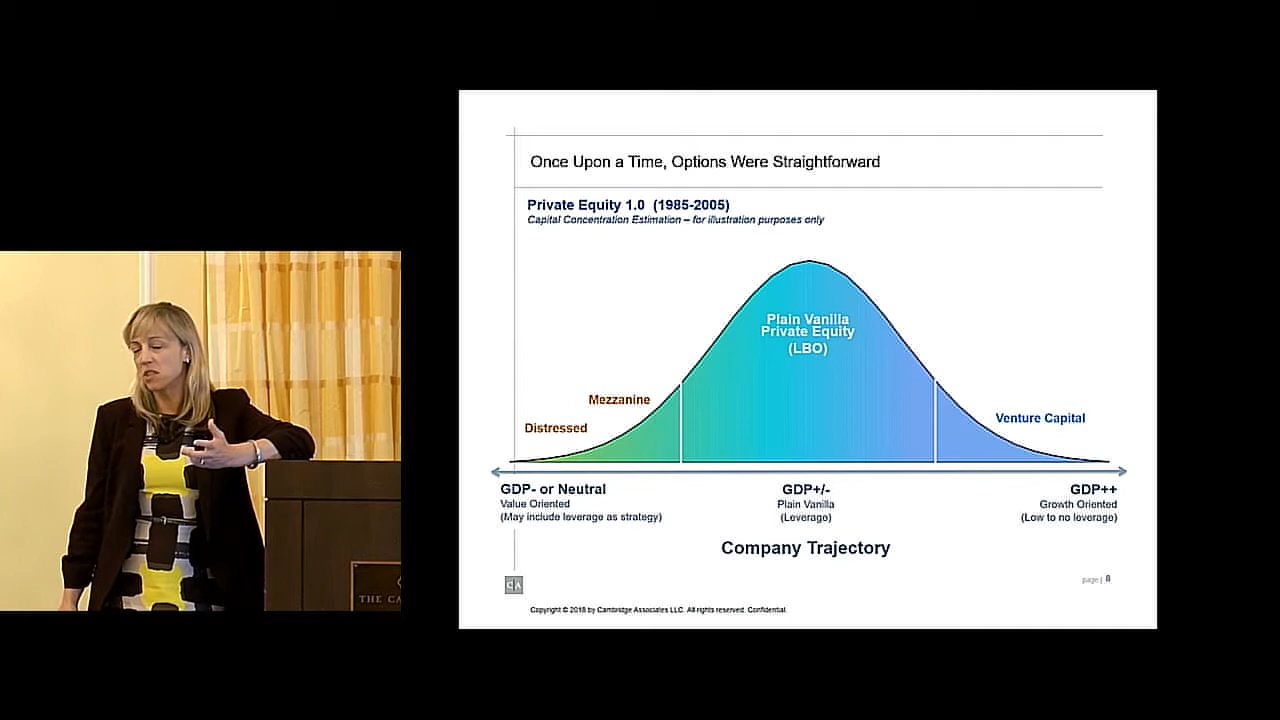 Once Upon a Time, Options Were Straightforward
Private Equity 1.0 (1985-2005)
Capital Concentration Estimation – for illustration purposes only
Plain Vanilla
Private Equity
(LBO)
Mezzanine
Distressed
Venture Capital
GDP- or Neutral
Value Oriented
(May include leverage as strategy)
GDP+/-
Plain Vanilla
(Leverage)
GDP++
Growth Oriented
(Low to no leverage)
Company Trajectory
CA
page | 8
Copyright © 2018 by Cambridge Associates LLC. All rights reserved. Confidential.
THE CA